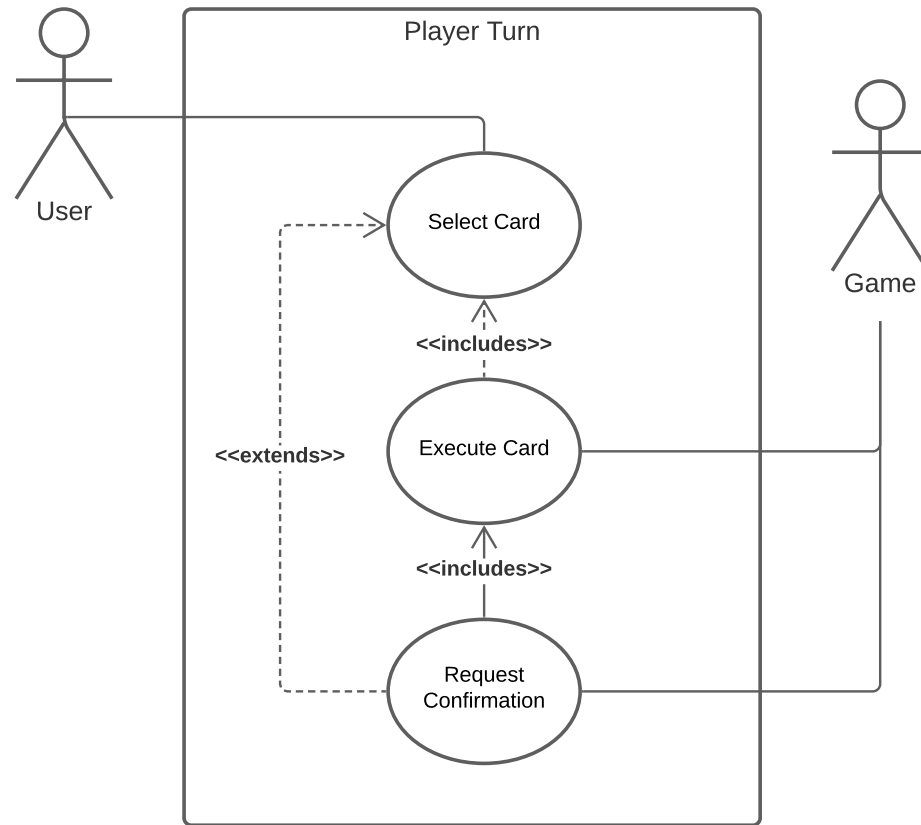 Player Turn
User
Select Card
Game
<<includes>>
Execute Card
<<extends>>
<<includes>>
Request
Confirmation